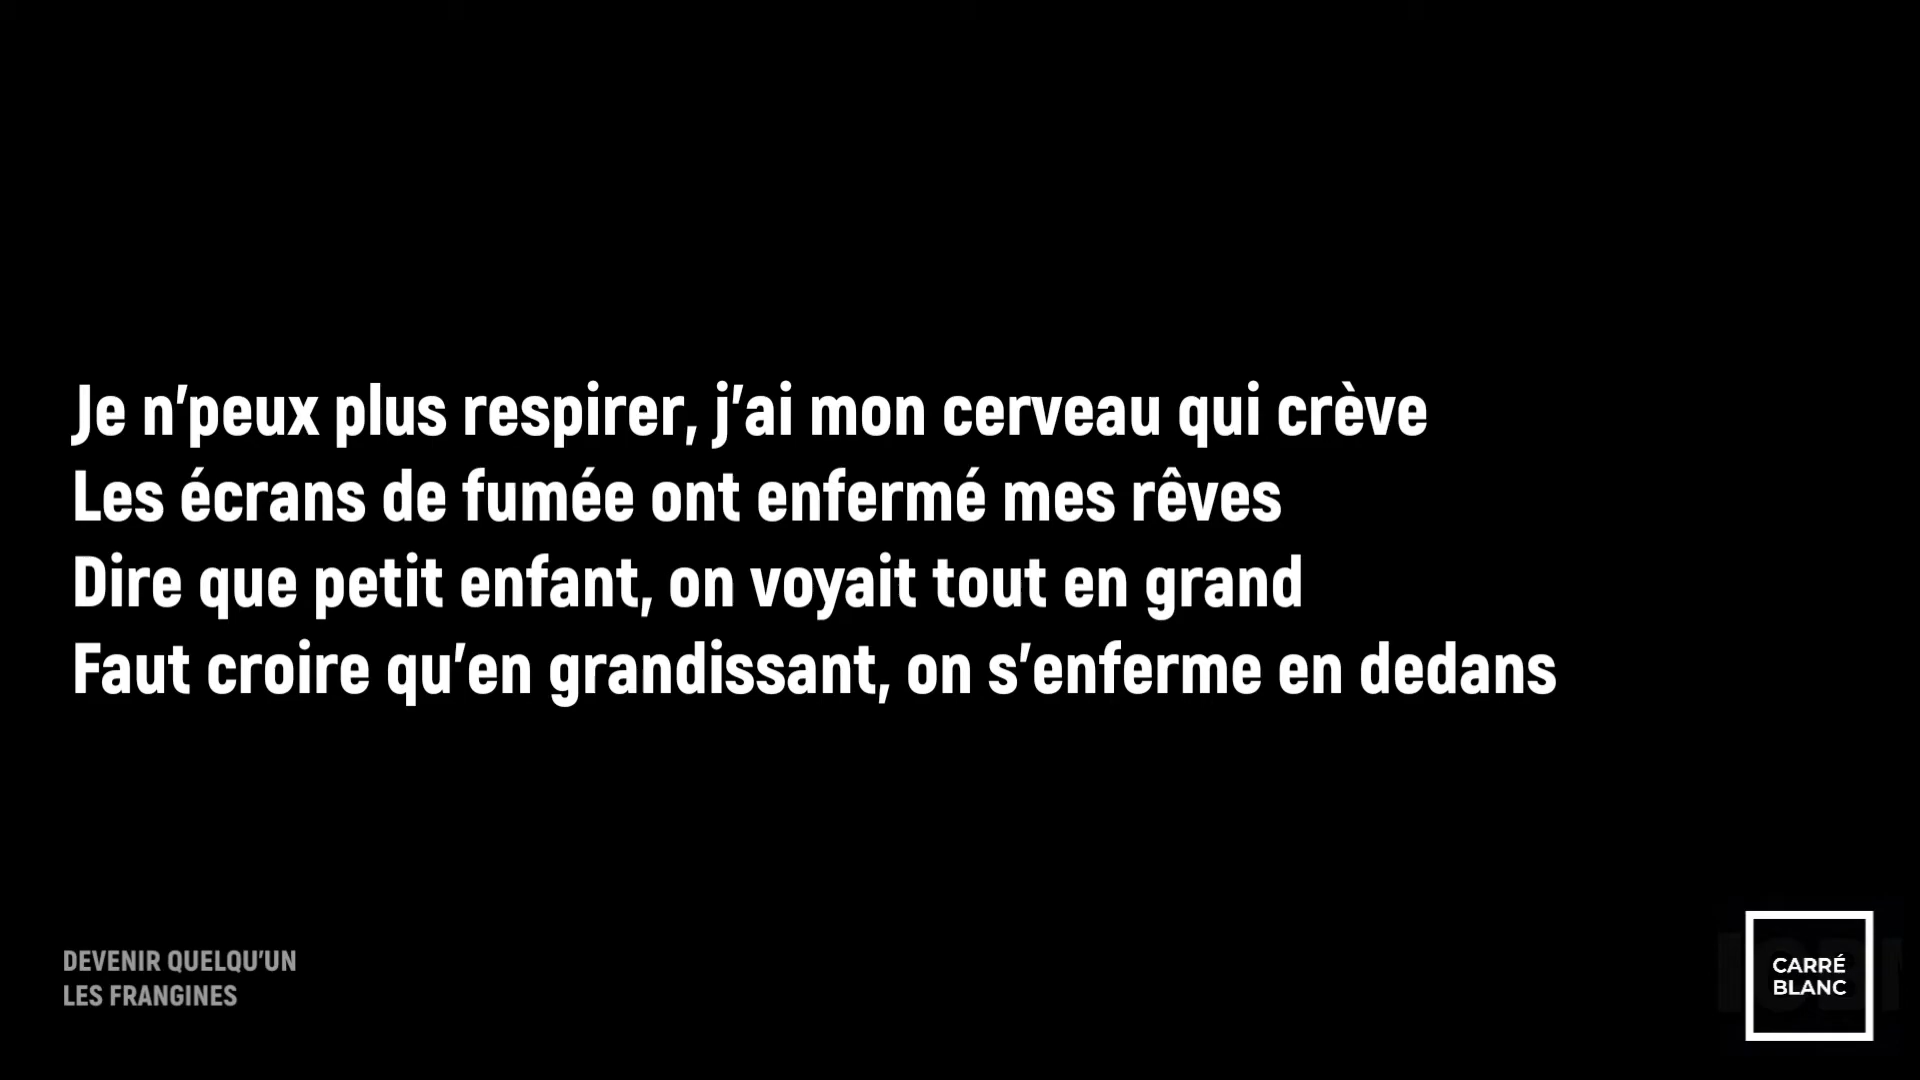 Je n’peux plus respirer, j’ai mon cerveau qui crève
Les écrans de fumée ont enfermé mes rêves
Dire que petit enfant, on voyait tout en grand
Faut croire qu’en grandissant, on s’enferme en dedans
DEVENIR QUELQU’UN
LES FRANGINES
CARRÉ
BLANC